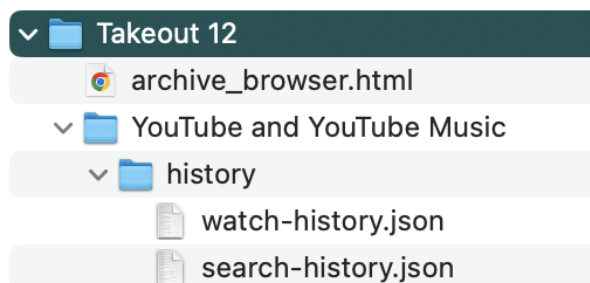 Takeout 12
archive_browser.html
YouTube and YouTube Music
history
watch-history.json
search-history.json